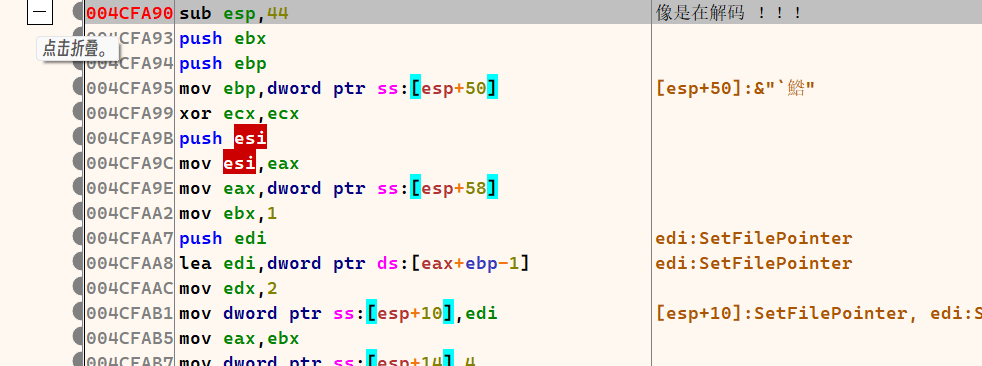 004CFA90 sub esp,44 像是在解码 ！！！
点击折叠。
004CFA93 push ebx
004CFA94 push ebp
004CFA95 mov ebp,dword ptr ss:[esp+50] [esp+50]:&"`鰽"
004CFA99 xor ecx,ecx
004CFA9B push esi
004CFA9C mov esi,eax
004CFA9E mov eax,dword ptr ss:[esp+58]
004CFAA2 mov ebx,1
004CFAA7 push edi edi:SetFilePointer
004CFAA8 lea edi,dword ptr ds:[eax+ebp-1] edi:SetFilePointer
004CFAAC mov edx,2
004CFAB1 mov dword ptr ss:[esp+10],edi [esp+10]:SetFilePointer, edi:S
004CFAB5 mov eax,ebx
004CFAB7 mov dword ptr ss:[esp+14],4